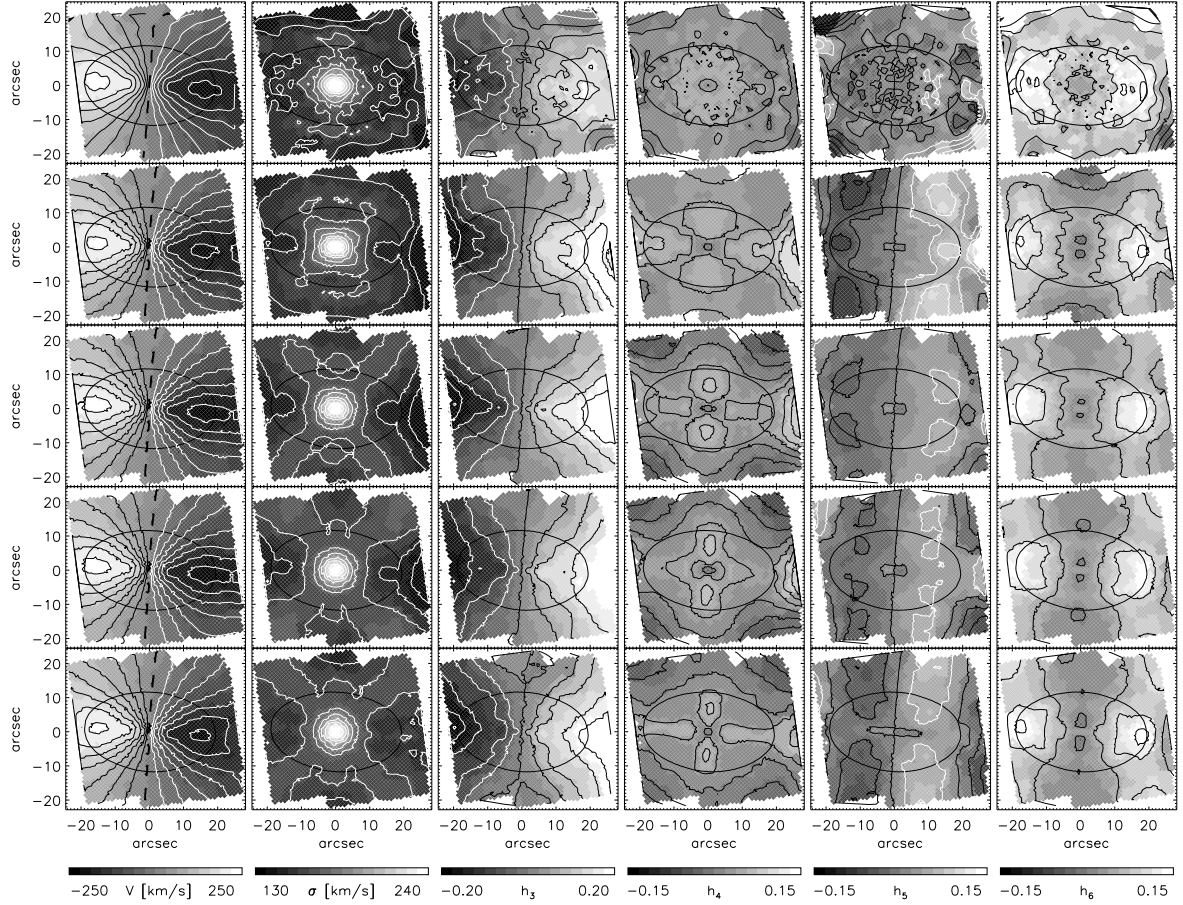 arcsec 20 10 0 −10 −20
arcsec 20 10 0 −10 −20
arcsec 20 10 0 −10 −20
arcsec 20 10 0 −10 −20
arcsec 20 10 0 −10 −20
−20 −10 0 10 20 −20 −10 0 10 20 −20 −10 0 10 20 −20 −10 0 10 20 −20 −10 0 10 20 −20 −10 0 10 20
arcsec arcsec arcsec arcsec arcsec arcsec
−250 V [km/s] 250 130 σ [km/s] 240 −0.20 h₃ 0.20 −0.15 h₄ 0.15 −0.15 h₅ 0.15 −0.15 h₆ 0.15